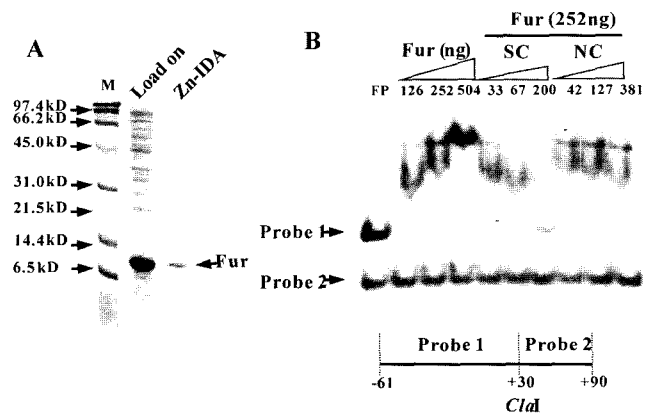 A
M
Load on
Zn-IDA
97.4kD
66.2kD
45.0kD
31.0kD
21.5kD
14.4kD
6.5kD
Fur
B
Fur (252ng)
Fur (ng)
SC
NC
FP
126
252
504
33
67
200
42
127
381
Probe 1
Probe 2
Probe 1
Probe 2
-61
+30
+90
ClaI